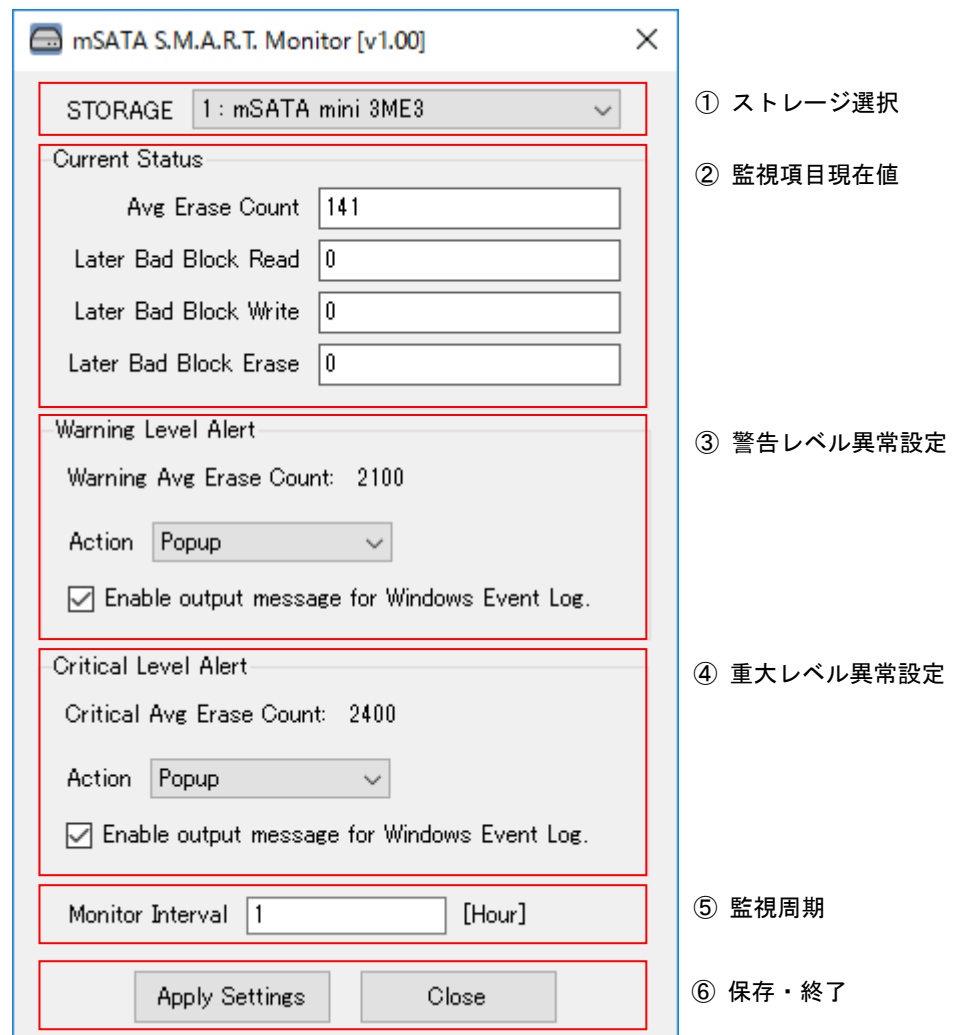 mSATA S.M.A.R.T. Monitor [v1.00]
STORAGE 1 : mSATA mini 3ME3
① ストレージ選択
Current Status
② 監視項目現在値
Avg Erase Count 141
Later Bad Block Read 0
Later Bad Block Write 0
Later Bad Block Erase 0
Warning Level Alert
③ 警告レベル異常設定
Warning Avg Erase Count: 2100
Action Popup
Enable output message for Windows Event Log.
Critical Level Alert
④ 重大レベル異常設定
Critical Avg Erase Count: 2400
Action Popup
Enable output message for Windows Event Log.
Monitor Interval 1 [Hour]
⑤ 監視周期
Apply Settings Close
⑥ 保存・終了